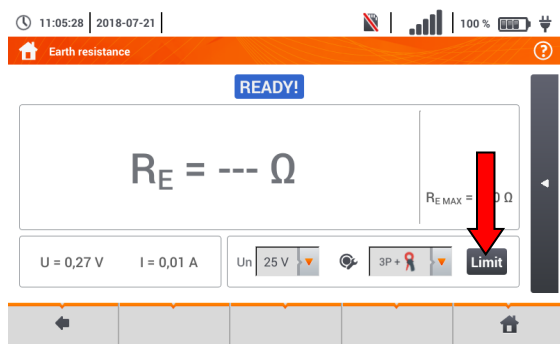 11:05:28 2018-07-21 100 %
Earth resistance ?
READY!
RE = --- Ω
RE MAX = 0 Ω
U = 0,27 V I = 0,01 A Un 25 V 3P + Limit